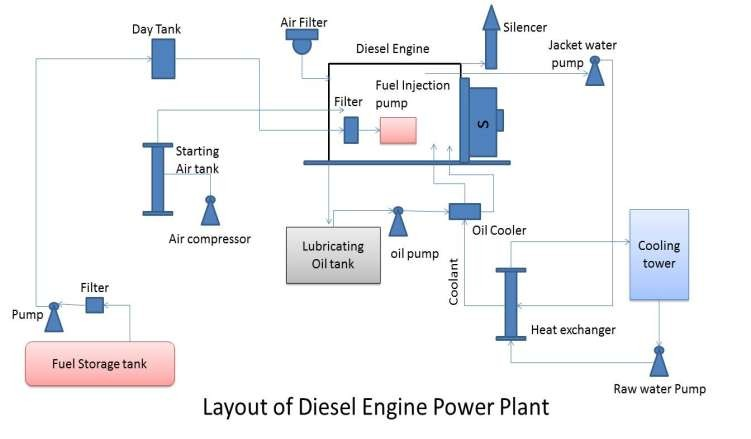 Air Filter
Day Tank
Silencer
Diesel Engine
Jacket water
pump
Fuel Injection
pump
Filter
S
Starting
Air tank
Air compressor
Lubricating
Oil tank
oil pump
Oil Cooler
Cooling
tower
Coolant
Filter
Pump
Heat exchanger
Fuel Storage tank
Raw water Pump
Layout of Diesel Engine Power Plant